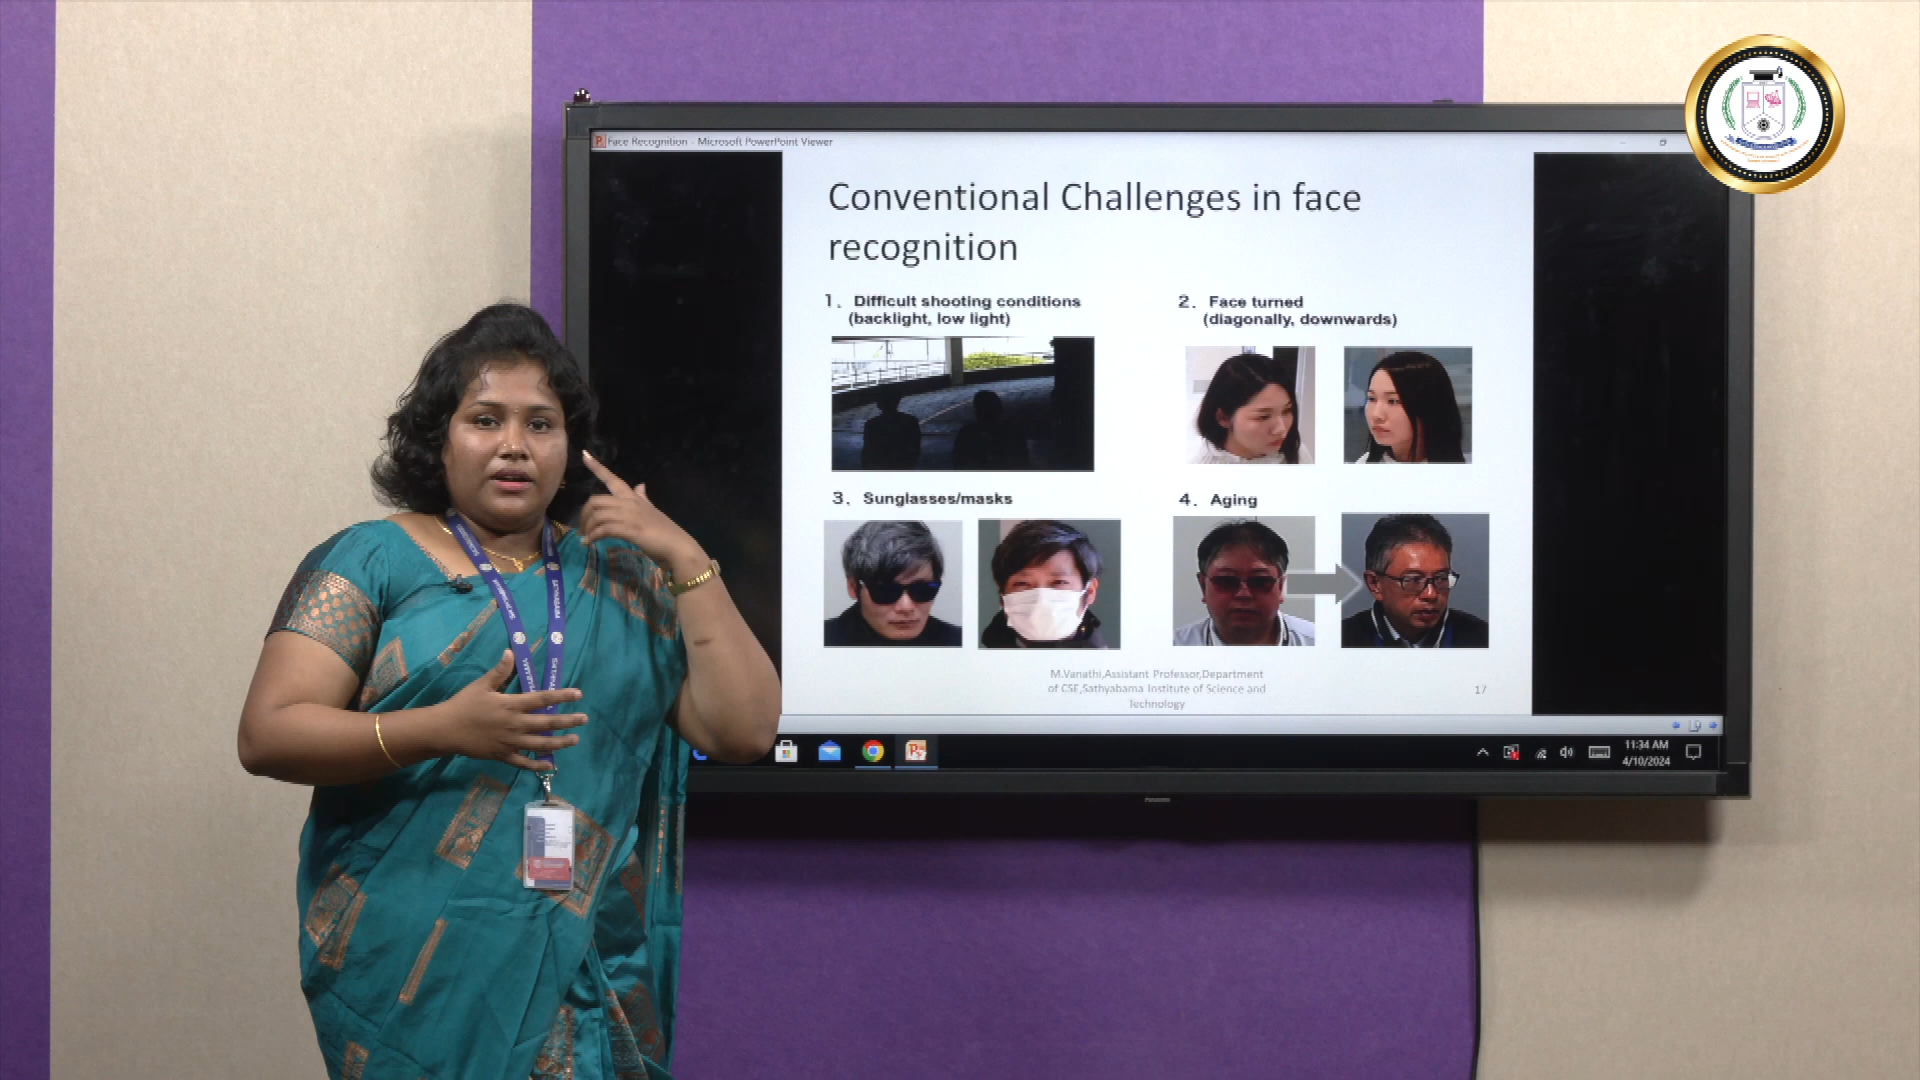 Face Recognition - Microsoft PowerPoint Viewer
Conventional Challenges in face
recognition
1. Difficult shooting conditions
(backlight, low light)
2. Face turned
(diagonally, downwards)
3. Sunglasses/masks
4. Aging
M.Vanathi,Assistant Professor,Department
of CSE,Sathyabama Institute of Science and
Technology
17
11:34 AM
4/10/2024
Panasonic